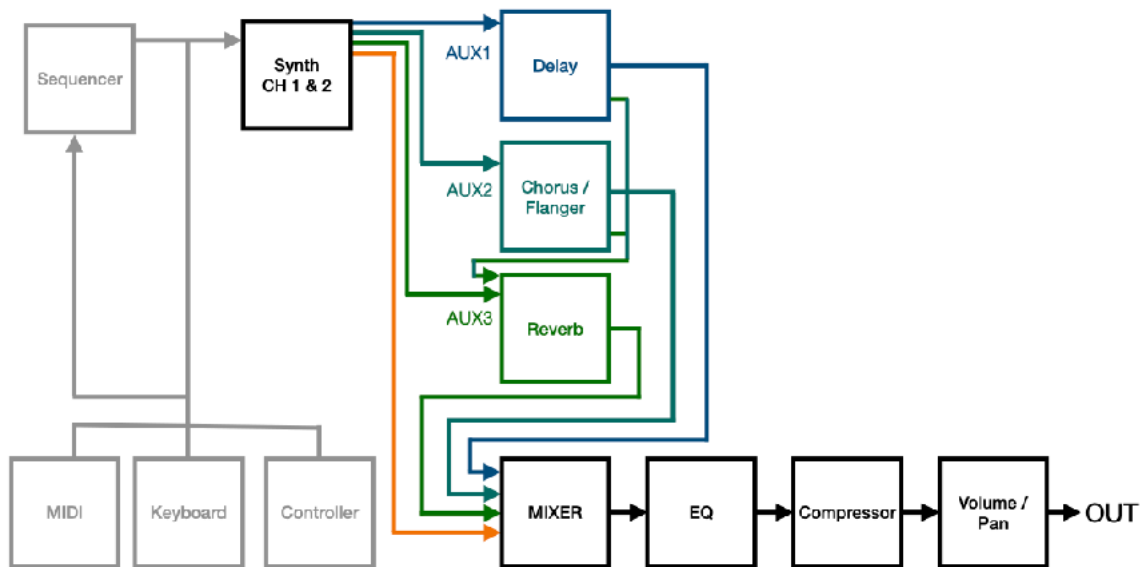 Sequencer
Synth
CH 1 & 2
AUX1
Delay
AUX2
Chorus /
Flanger
AUX3
Reverb
MIDI
Keyboard
Controller
MIXER
EQ
Compressor
Volume /
Pan
OUT